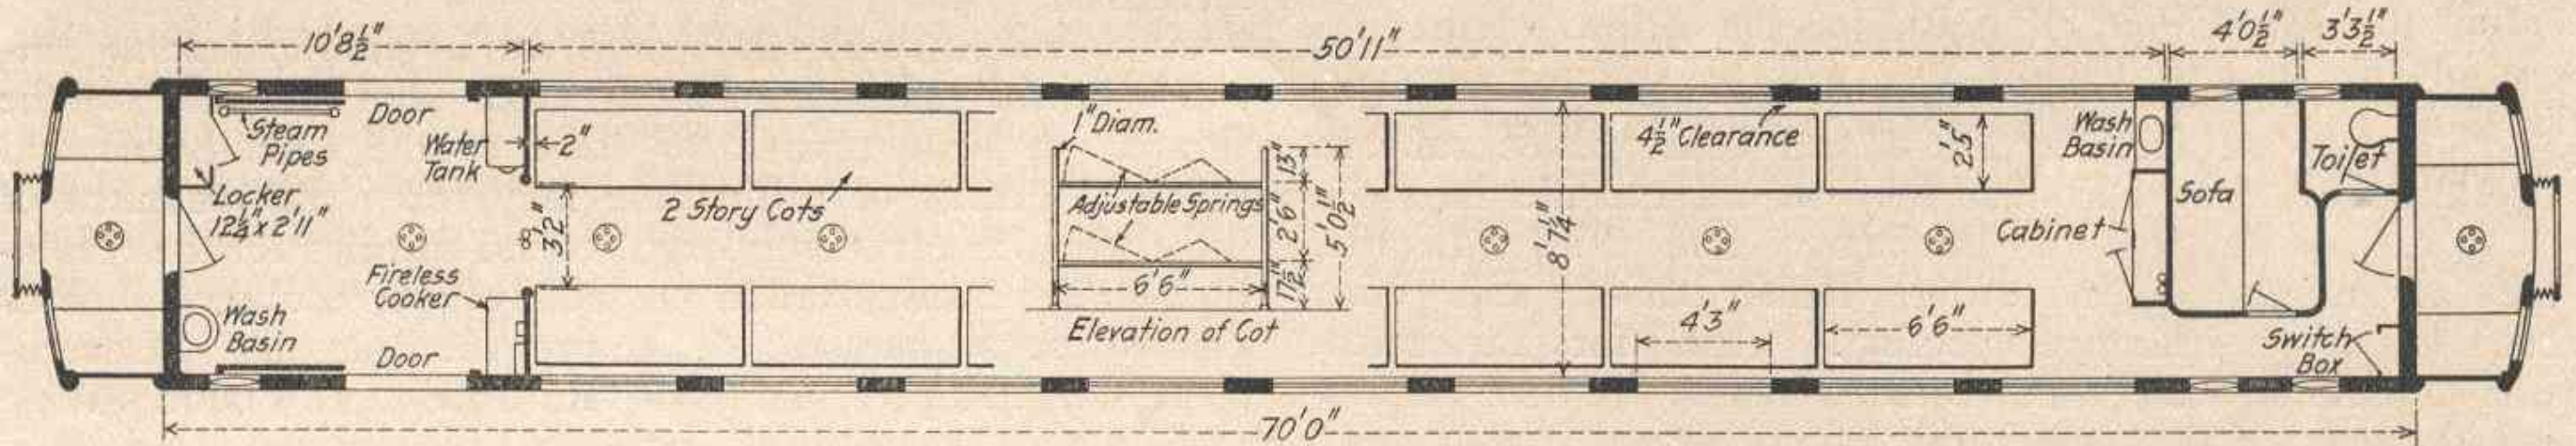 10'8½"
50'11"
4'0½"
3'3½"
Steam
Pipes
Door
Water
Tank
2"
1" Diam.
13"
4½" Clearance
2'5"
Wash
Basin
Toilet
Locker
12¼" x 2'11"
3'2"
2 Story Cots
Adjustable Springs
2'6"
5'0½"
8'7¼"
Sofa
Cabinet
Fireless
Cooker
6'6"
17½"
Wash
Basin
Door
Elevation of Cot
4'3"
6'6"
Switch
Box
70'0"